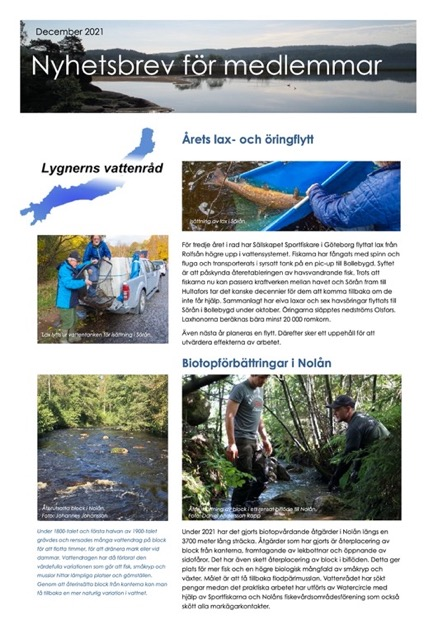 December 2021
Nyhetsbrev för medlemmar
Lygnerns vattenråd
Årets lax- och öringflytt
Isättning av lax i Sörån.
Lax lyfts ur vattentanken för isättning i Sörån.
För tredje året i rad har Sällskapet Sportfiskare i Göteborg flyttat lax från
Rolfsån högre upp i vattensystemet. Fiskarna har fångats med spinn och
fluga och transporterats i syrsatt tank på en pic-up till Bollebygd. Syftet
är att påskynda återetableringen av havsvandrande fisk. Trots att
fiskarna nu kan passera kraftverken mellan havet och Sörån fram till
Hultafors tar det kanske decennier för dem att komma tillbaka om de
inte får hjälp. Sammanlagt har elva laxar och sex havsöringar flyttats till
Sörån i Bollebygd under oktober. Öringarna släpptes nedströms Olsfors.
Laxhonorna beräknas bära minst 20 000 romkorn.
Även nästa år planeras en flytt. Därefter sker ett uppehåll för att
utvärdera effekterna av arbetet.
Biotopförbättringar i Nolån
block i Nolån.
Foto: Johannes Johansson
block i ett rensat biflöde till Nolån.
Foto: Daniel
Under 1800-talet och första halvan av 1900-talet
grävdes och rensades många vattendrag på block
för att flotta timmer, för att dränera mark eller vid
dammar. Vattendragen har då förlorat den
värdefulla variationen som gör att fisk, småkryp och
musslor hittar lämpliga platser och gömställen.
Genom att återinsätta block från kanterna kan man
få tillbaka en mer naturlig variation i vattnet.
Under 2021 har det gjorts biotopvårdande åtgärder i Nolån längs en
3700 meter lång sträcka. Åtgärder som har gjorts är återplacering av
block från kanterna, framtagande av lekbottnar och öppnande av
sidofåror. Det har även skett återplacering av block i biflöden. Detta ger
plats för mer fisk och en högre biologisk mångfald av småkryp och
växter. Målet är att få tillbaka flodpärlmusslan. Vattenrådet har sökt
pengar medan det praktiska arbetet har utförts av Watercircle med
hjälp av Sportfiskarna och Nolåns fiskevårdsområdesförening som också
skött alla markägarkontakter.